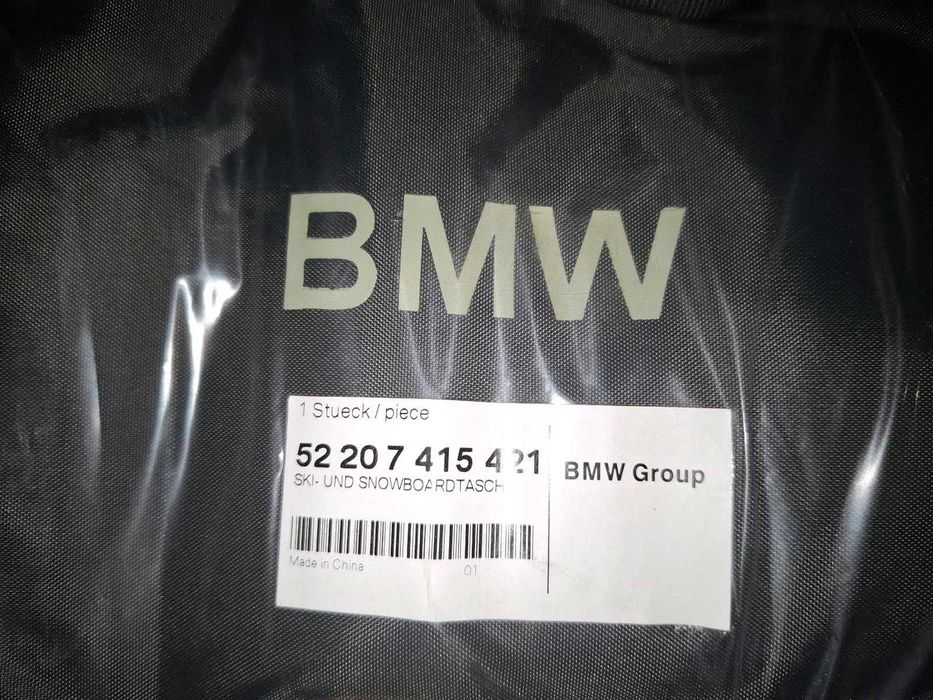 BMW
1 Stueck / piece
52 20 7 415 421
SKI- UND SNOWBOARDTASCH
BMW Group
Made in China
01